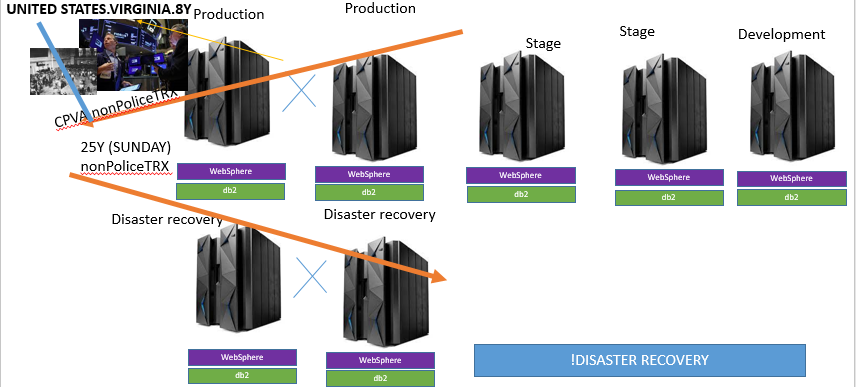 UNITED STATES.VIRGINIA.8Y
Production
Production
Stage
Stage
Development
CPVA nonPoliceTRX
25Y (SUNDAY)
nonPoliceTRX
WebSphere
db2
WebSphere
db2
WebSphere
db2
WebSphere
db2
WebSphere
db2
Disaster recovery
Disaster recovery
WebSphere
db2
WebSphere
db2
!DISASTER RECOVERY